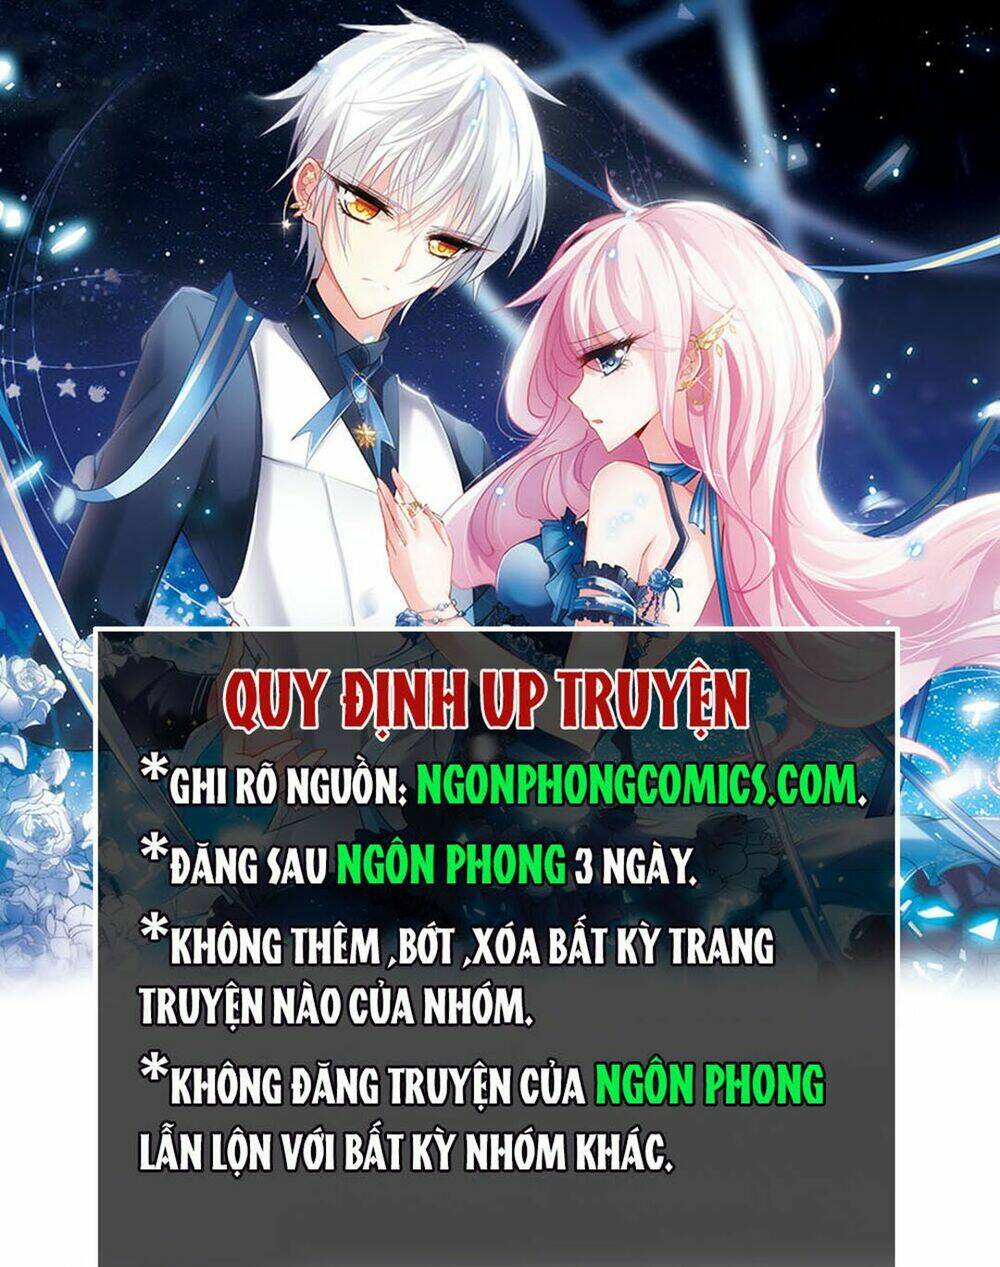 QUY ĐỊNH UP TRUYỆN
*GHI RÕ NGUỒN: NGONPHONGCOMICS.COM.
*ĐĂNG SAU NGÔN PHONG 3 NGÀY.
*KHÔNG THÊM ,BỚT ,XÓA BẤT KỲ TRANG
TRUYỆN NÀO CỦA NHÓM.
*KHÔNG ĐĂNG TRUYỆN CỦA NGÔN PHONG
LẪN LỘN VỚI BẤT KỲ NHÓM KHÁC.